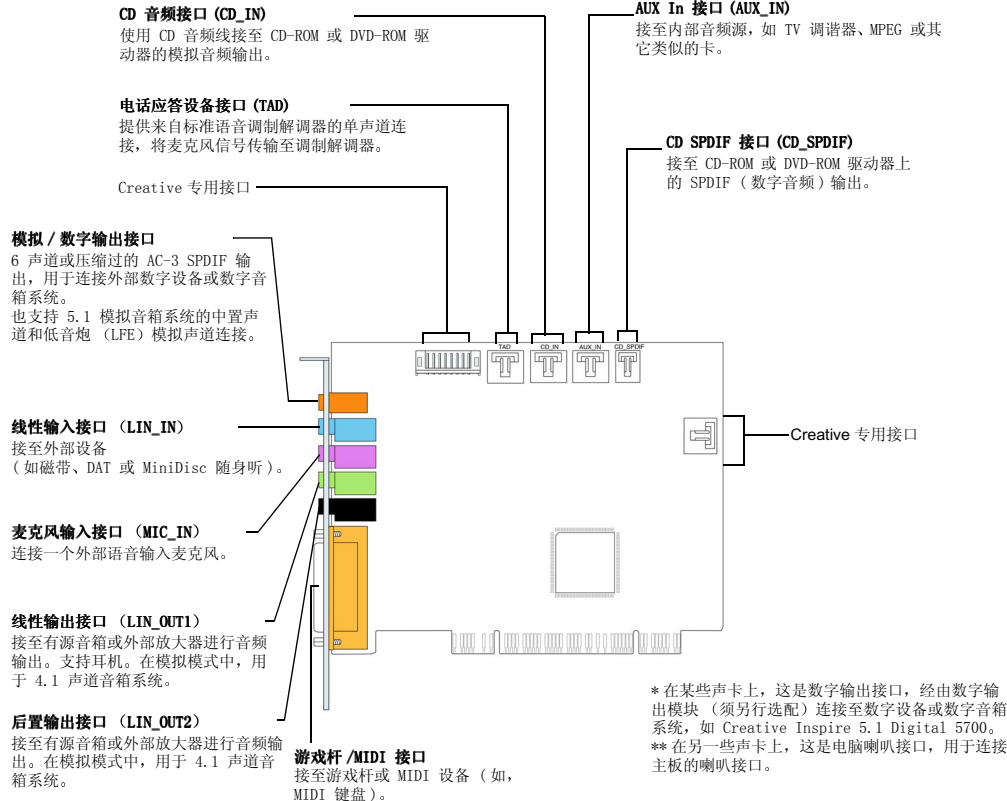 CD 音频接口 (CD_IN)
使用 CD 音频线接至 CD-ROM 或 DVD-ROM 驱
动器的模拟音频输出。
AUX In 接口 (AUX_IN)
接至内部音频源，如 TV 调谐器、MPEG 或其
它类似的卡。
电话应答设备接口 (TAD)
提供来自标准语音调制解调器的单声道连
接，将麦克风信号传输至调制解调器。
CD SPDIF 接口 (CD_SPDIF)
接至 CD-ROM 或 DVD-ROM 驱动器上
的 SPDIF ( 数字音频 ) 输出。
Creative 专用接口
模拟 / 数字输出接口
6 声道或压缩过的 AC-3 SPDIF 输
出，用于连接外部数字设备或数字音
箱系统。
也支持 5.1 模拟音箱系统的中置声
道和低音炮 （LFE）模拟声道连接。
TAD
CD_IN
AUX_IN
CD_SPDIF
线性输入接口 （LIN_IN）
接至外部设备
( 如磁带、DAT 或 MiniDisc 随身听 )。
Creative 专用接口
麦克风输入接口 （MIC_IN）
连接一个外部语音输入麦克风。
线性输出接口 （LIN_OUT1）
接至有源音箱或外部放大器进行音频
输出。支持耳机。在模拟模式中，用
于 4.1 声道音箱系统。
后置输出接口 （LIN_OUT2）
接至有源音箱或外部放大器进行音频输
出。在模拟模式中，用于 4.1 声道音
箱系统。
游戏杆 /MIDI 接口
接至游戏杆或 MIDI 设备 ( 如，
MIDI 键盘 )。
* 在某些声卡上，这是数字输出接口，经由数字输
出模块 （须另行选配）连接至数字设备或数字音箱
系统，如 Creative Inspire 5.1 Digital 5700。
** 在另一些声卡上，这是电脑喇叭接口，用于连接
主板的喇叭接口。